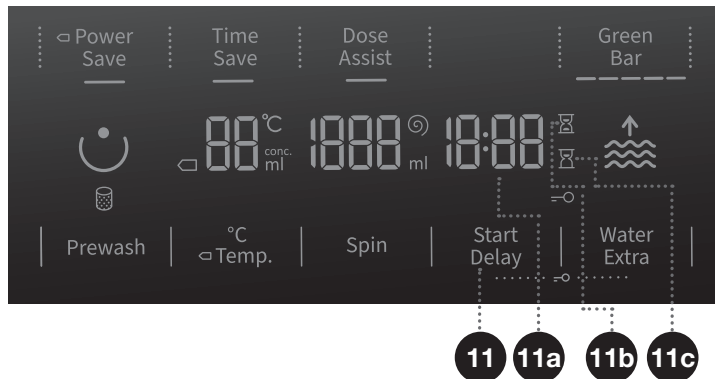 Power
Save
Time
Save
Dose
Assist
Green
Bar
88 °C
conc.
ml
1888
ml
18:88
Prewash
°C
Temp.
Spin
Start
Delay
Water
Extra
11 11a 11b 11c